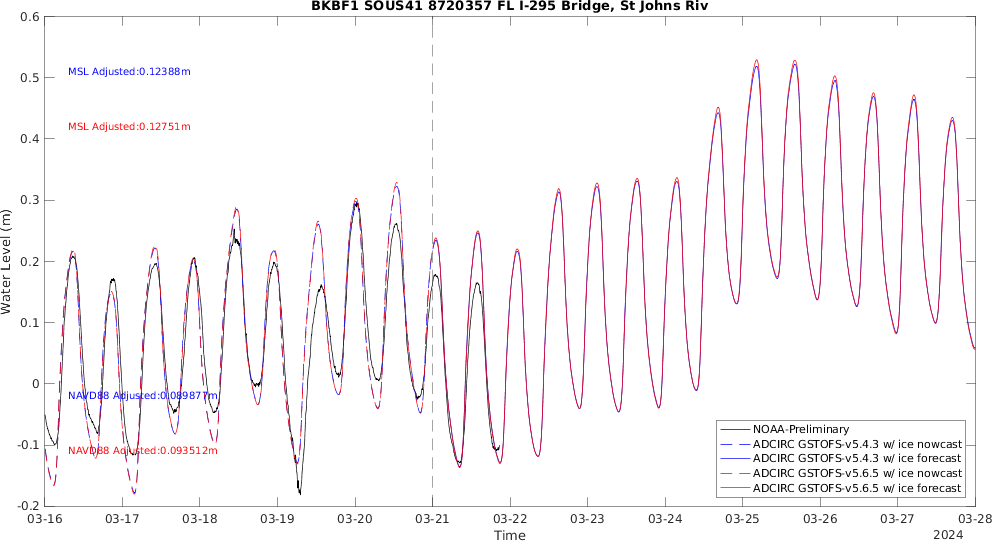 BKBF1 SOUS41 8720357 FL I-295 Bridge, St Johns Riv
0.6
0.5
0.4
0.3
0.2
0.1
0
-0.1
-0.2
Water Level (m)
MSL Adjusted:0.12388m
MSL Adjusted:0.12751m
NAVD88 Adjusted:0.089877m
NAVD88 Adjusted:0.093512m
NOAA-Preliminary
ADCIRC GSTOFS-v5.4.3 w/ ice nowcast
ADCIRC GSTOFS-v5.4.3 w/ ice forecast
ADCIRC GSTOFS-v5.6.5 w/ ice nowcast
ADCIRC GSTOFS-v5.6.5 w/ ice forecast
03-16 03-17 03-18 03-19 03-20 03-21 03-22 03-23 03-24 03-25 03-26 03-27 03-28
Time
2024